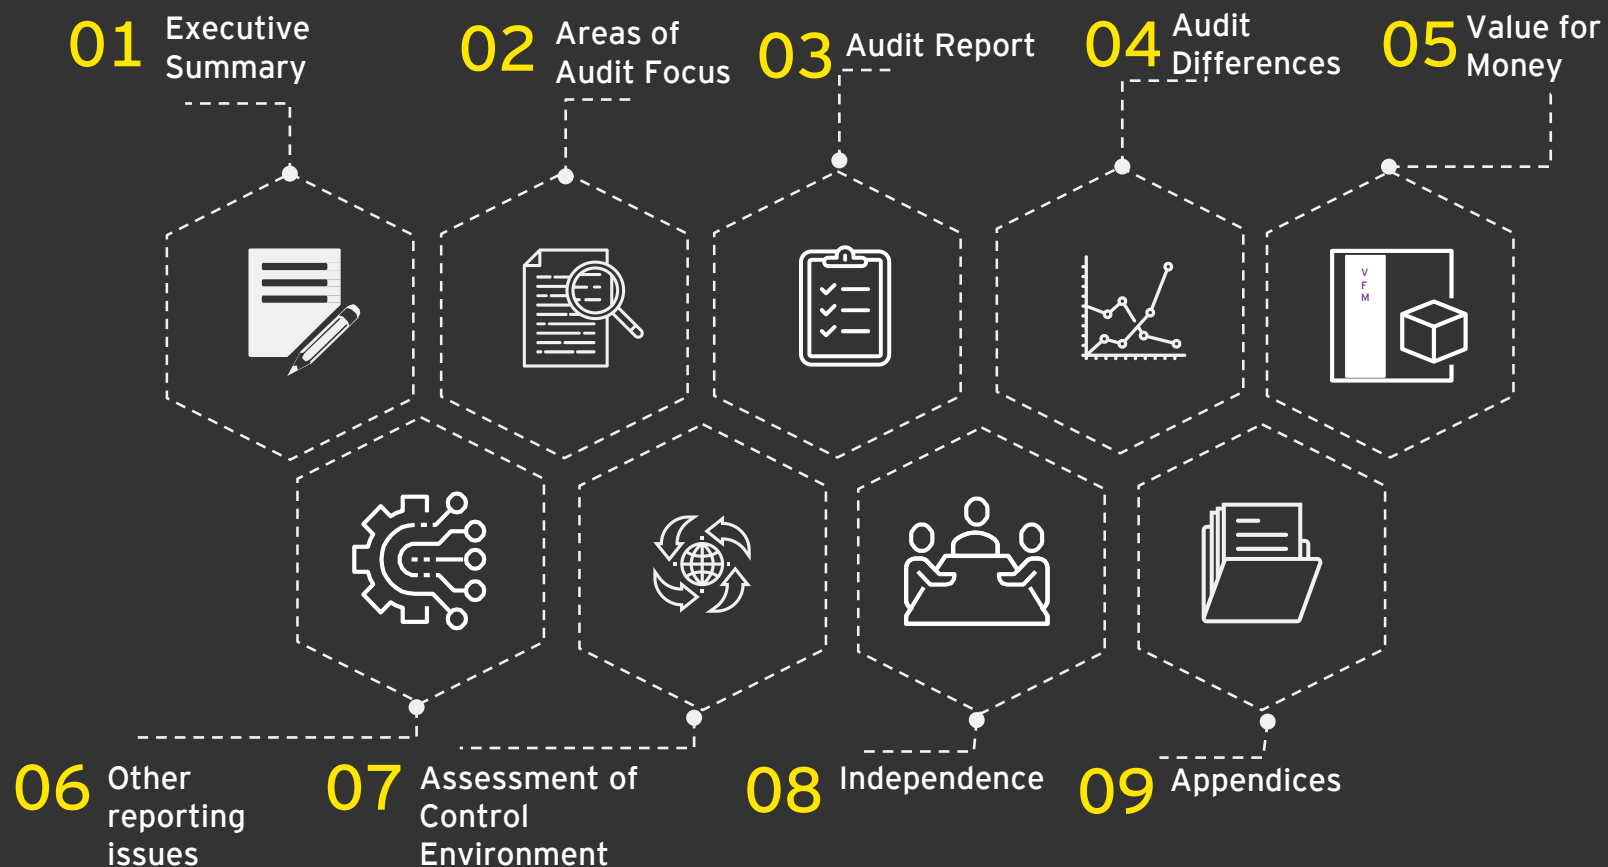 01 Executive
Summary
02 Areas of
Audit Focus
03 Audit Report
04 Audit
Differences
05 Value for
Money
V
F
M
06 Other
reporting
issues
07 Assessment of
Control
Environment
08 Independence
09 Appendices